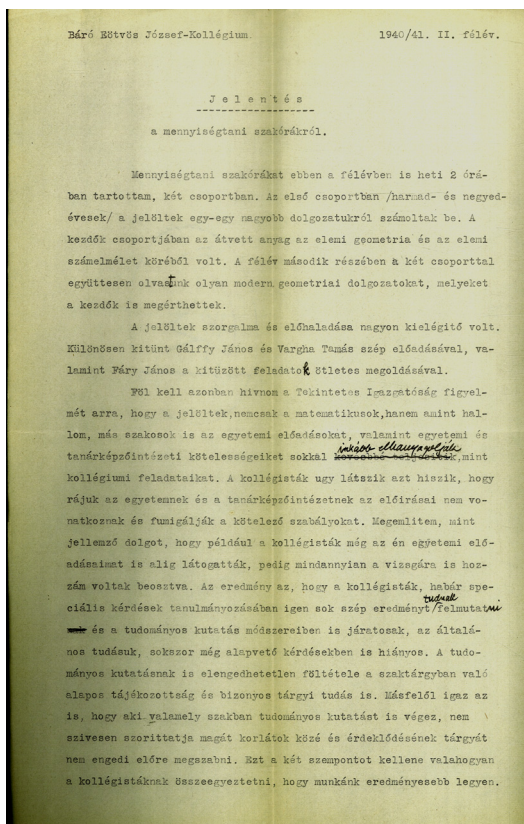 Báró Eötvös József-Kollégium. 1940/41. II. félév.
Jelentés
a mennyiségtani szakórákról.
Mennyiségtani szakórákat ebben a félévben is heti 2 órá-
ban tartottam, két csoportban. Az első csoportban /harmad- és negyed-
évesek/ a jelöltek egy-egy nagyobb dolgozatukról számoltak be. A
kezdők csoportjában az átvett anyag az elemi geometria és az elemi
számelmélet köréből volt. A félév második részében a két csoporttal
együttesen olvastunk olyan modern geometriai dolgozatokat, melyeket
a kezdők is megérthettek.
A jelöltek szorgalma és előhaladása nagyon kielégitő volt.
Különösen kitünt Gálffy János és Vargha Tamás szép előadásával, va-
lamint Fáry János a kitüzött feladatok ötletes megoldásával.
Föl kell azonban hivnom a Tekintetes Igazgatóság figyel-
mét arra, hogy a jelöltek,nemcsak a matematikusok,hanem amint hal-
lom, más szakosok is az egyetemi előadásokat, valamint egyetemi és
tanárképzőintézeti kötelességeiket sokkal inkább elhanyagolják,mint
kollégiumi feladataikat. A kollégisták ugy látszik azt hiszik, hogy
rájuk az egyetemnek és a tanárképzőintézetnek az előirásai nem vo-
natkoznak és fumigálják a kötelező szabályokat. Megemlitem, mint
jellemző dolgot, hogy például a kollégisták még az én egyetemi elő-
adásaimat is alig látogatták, pedig mindannyian a vizsgára is hoz-
zám voltak beosztva. Az eredmény az, hogy a kollégisták, habár spe-
ciális kérdések tanulmányozásában igen sok szép eredményt tudnak felmutatni
és a tudományos kutatás módszereiben is járatosak, az általá-
nos tudásuk, sokszor még alapvető kérdésekben is hiányos. A tudo-
mányos kutatásnak is elengedhetetlen föltétele a szaktárgyban való
alapos tájékozottság és bizonyos tárgyi tudás is. Másfelől igaz az
is, hogy aki valamely szakban tudományos kutatást is végez, nem
szivesen szorittatja magát korlátok közé és érdeklődésének tárgyát
nem engedi előre megszabni. Ezt a két szempontot kellene valahogyan
a kollégistáknak összeegyeztetni, hogy munkánk eredményesebb legyen.